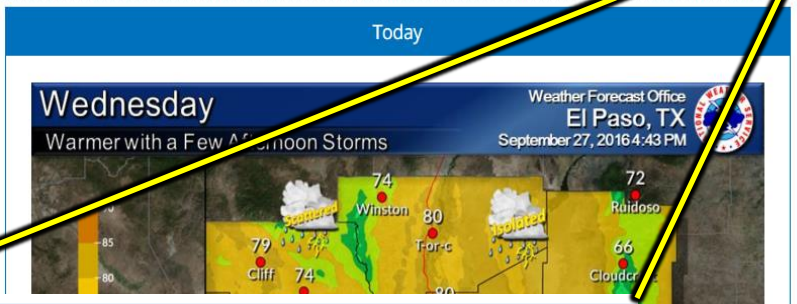 Today
Wednesday
Weather Forecast Office
El Paso, TX
September 27, 2016 4:43 PM
Warmer with a Few Storms
74
Winston
72
Ruidoso
Scattered
80
T-or-c
Isolated
85
79
Cliff
74
66
80